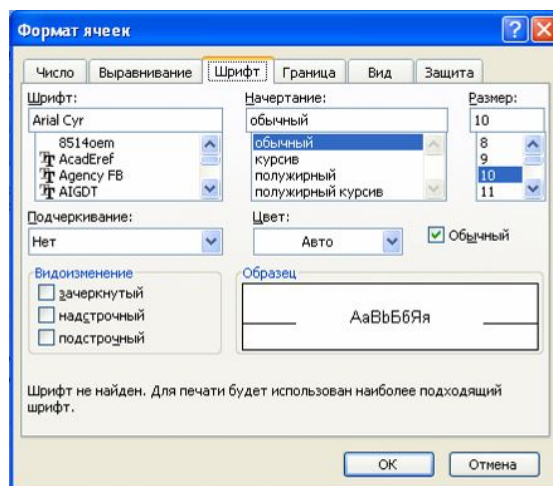 Формат ячеек
Число Выравнивание Шрифт Граница Вид Защита
Шрифт: Начертание: Размер:
Arial Cyr обычный 10
8514oem обычный 8
AcadEref курсив 9
Agency FB полужирный 10
AIGDT полужирный курсив 11
Подчеркивание: Цвет:
Нет Авто Обычный
Видоизменение Образец
зачеркнутый
надстрочный АаBbБбЯя
подстрочный
Шрифт не найден. Для печати будет использован наиболее подходящий
шрифт.
ОК Отмена